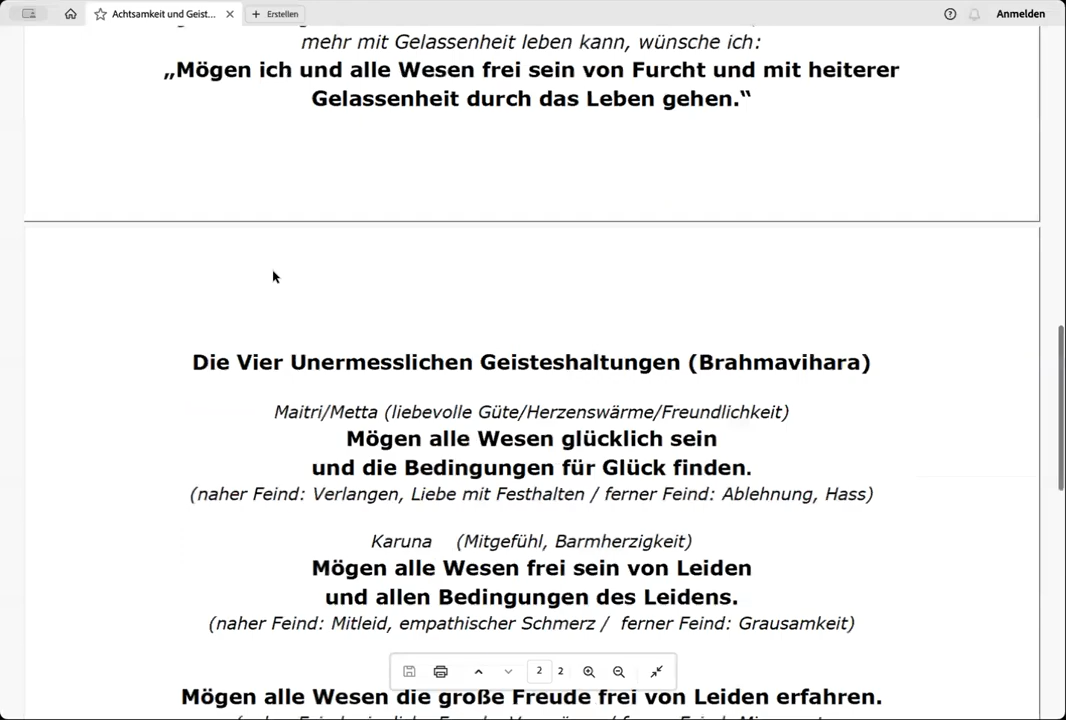 Achtsamkeit und Geist...
Erstellen
Anmelden
mehr mit Gelassenheit leben kann, wünsche ich:
„Mögen ich und alle Wesen frei sein von Furcht und mit heiterer
Gelassenheit durch das Leben gehen.“
Die Vier Unermesslichen Geisteshaltungen (Brahmavihara)
Maitri/Metta (liebevolle Güte/Herzenswärme/Freundlichkeit)
Mögen alle Wesen glücklich sein
und die Bedingungen für Glück finden.
(naher Feind: Verlangen, Liebe mit Festhalten / ferner Feind: Ablehnung, Hass)
Karuna (Mitgefühl, Barmherzigkeit)
Mögen alle Wesen frei sein von Leiden
und allen Bedingungen des Leidens.
(naher Feind: Mitleid, empathischer Schmerz / ferner Feind: Grausamkeit)
2 2
Mögen alle Wesen die große Freude frei von Leiden erfahren.